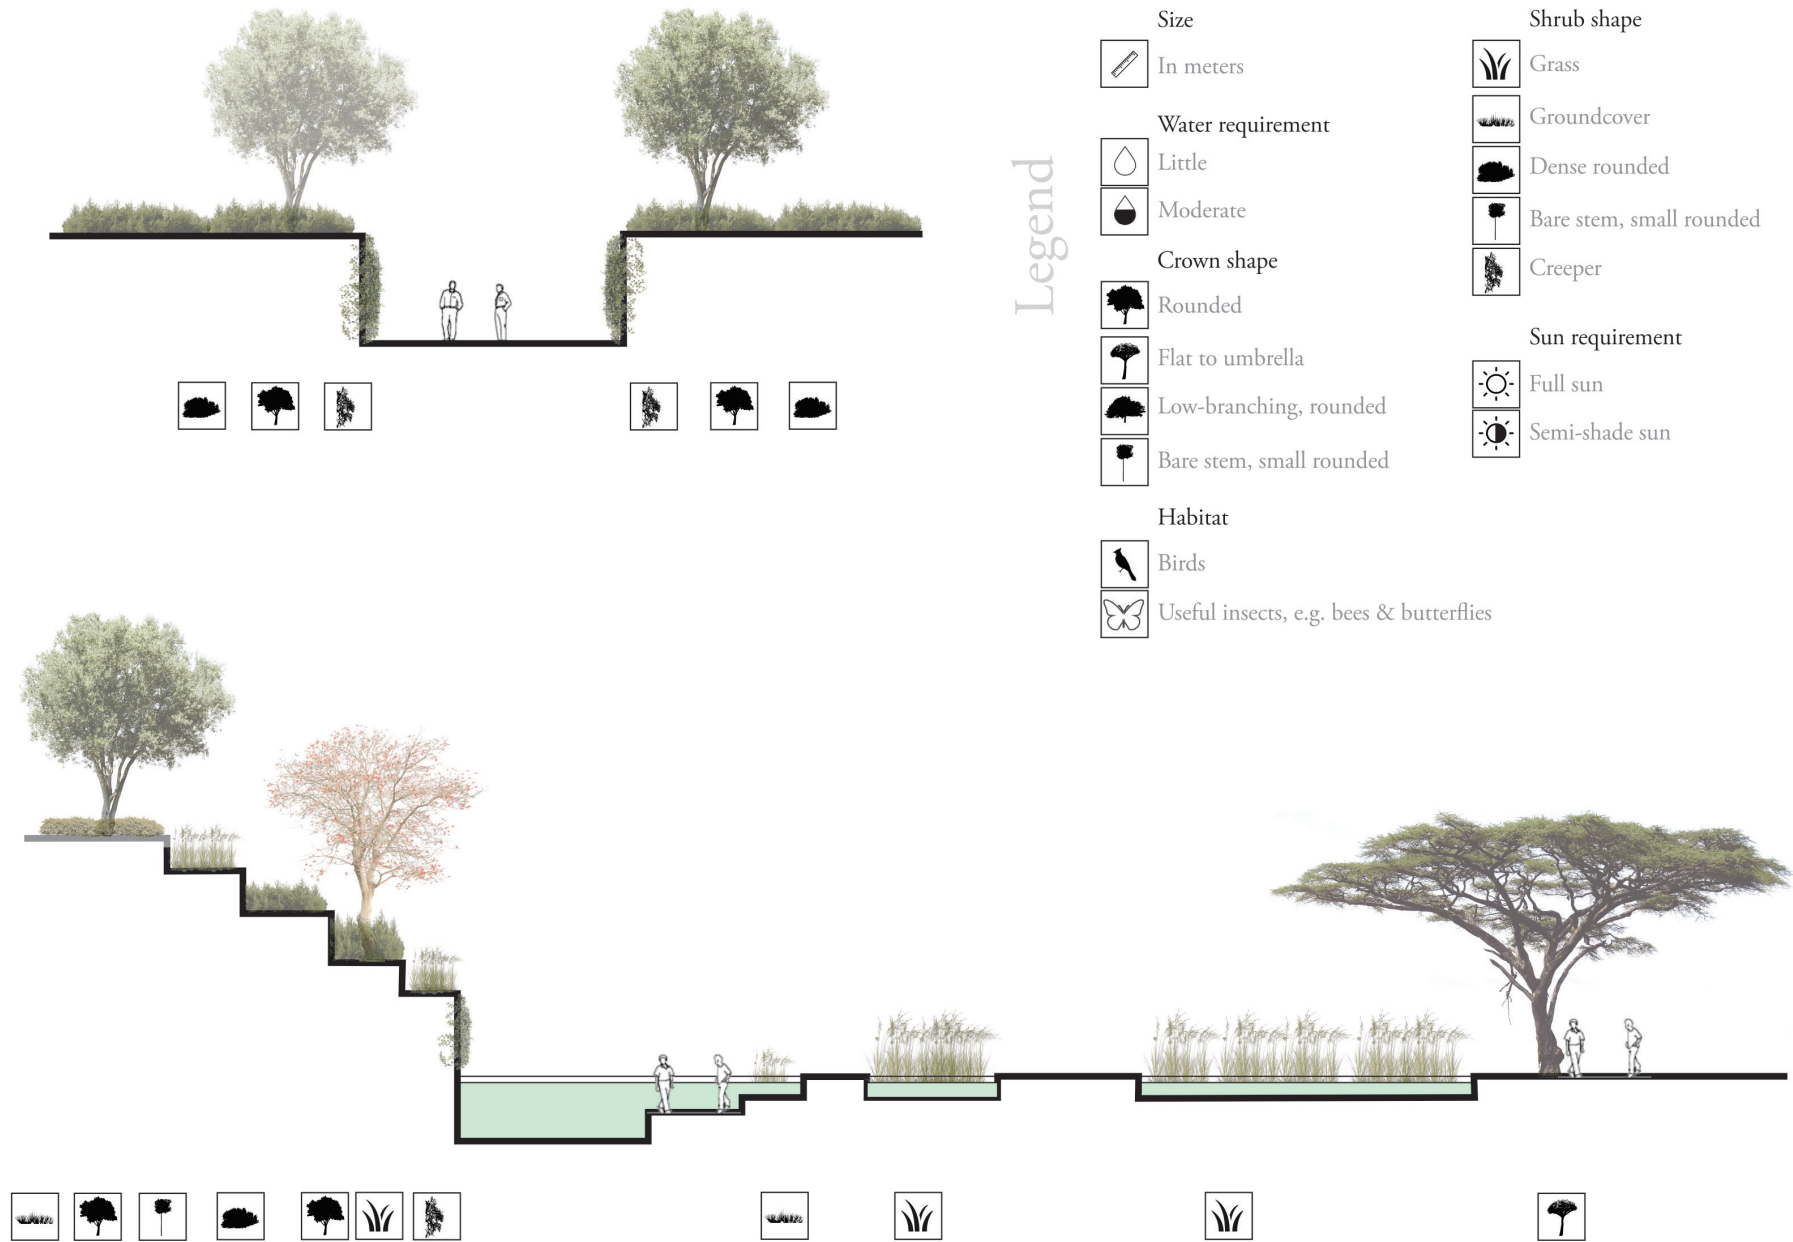 Legend
Size
In meters
Water requirement
Little
Moderate
Crown shape
Rounded
Flat to umbrella
Low-branching, rounded
Bare stem, small rounded
Habitat
Birds
Useful insects, e.g. bees & butterflies
Shrub shape
Grass
Groundcover
Dense rounded
Bare stem, small rounded
Creeper
Sun requirement
Full sun
Semi-shade sun